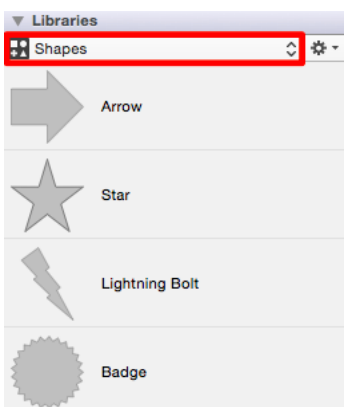 Libraries
Shapes
Arrow
Star
Lightning Bolt
Badge